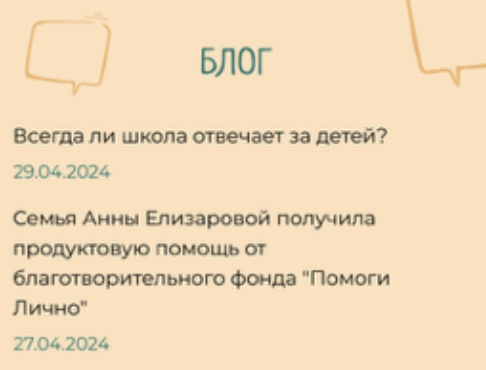 БЛОГ
Всегда ли школа отвечает за детей?
29.04.2024
Семья Анны Елизаровой получила
продуктовую помощь от
благотворительного фонда "Помоги
Лично"
27.04.2024